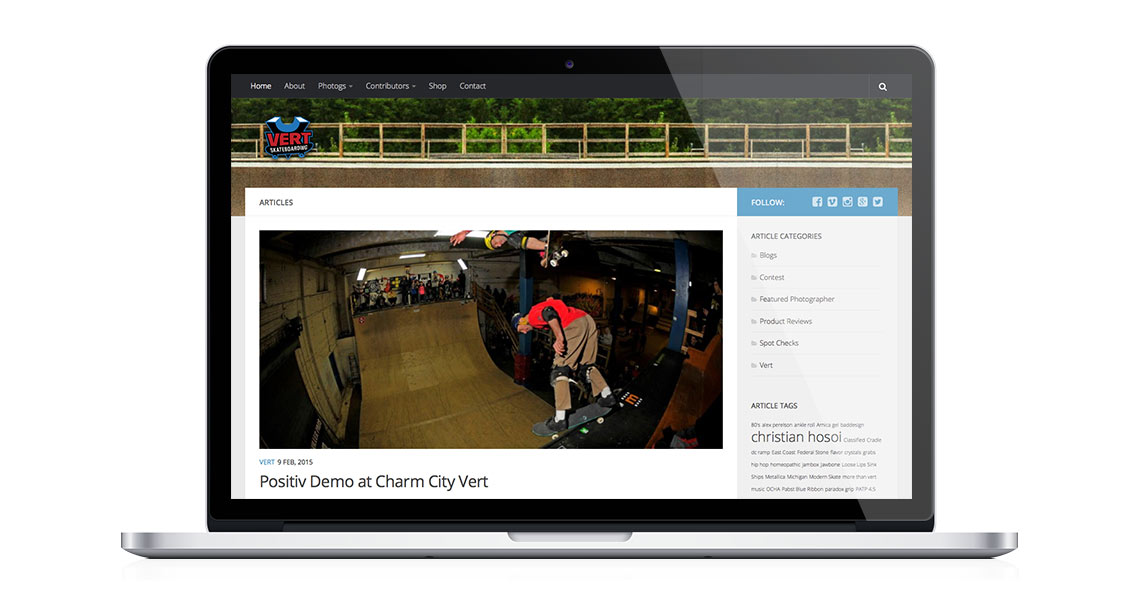 Home About Photogs Contributors Shop Contact
VERT
SKATEBOARDING
ARTICLES
FOLLOW:
VERT 9 FEB, 2015
Positiv Demo at Charm City Vert
ARTICLE CATEGORIES
Blogs
Contest
Featured Photographer
Product Reviews
Spot Checks
Vert
ARTICLE TAGS
80's alex perelson ankle roll Arnica gel baddesign
christian hosoi Classified Cradle
dc ramp East Coast Federal Stone Flavor crystals grabs
hip hop homeopathic Jambox Jawbone Loose Lips Sink
Ships Metallica Michigan Modern Skate more than vert
music OCHA Pabst Blue Ribbon paradox grip PATP 4.5